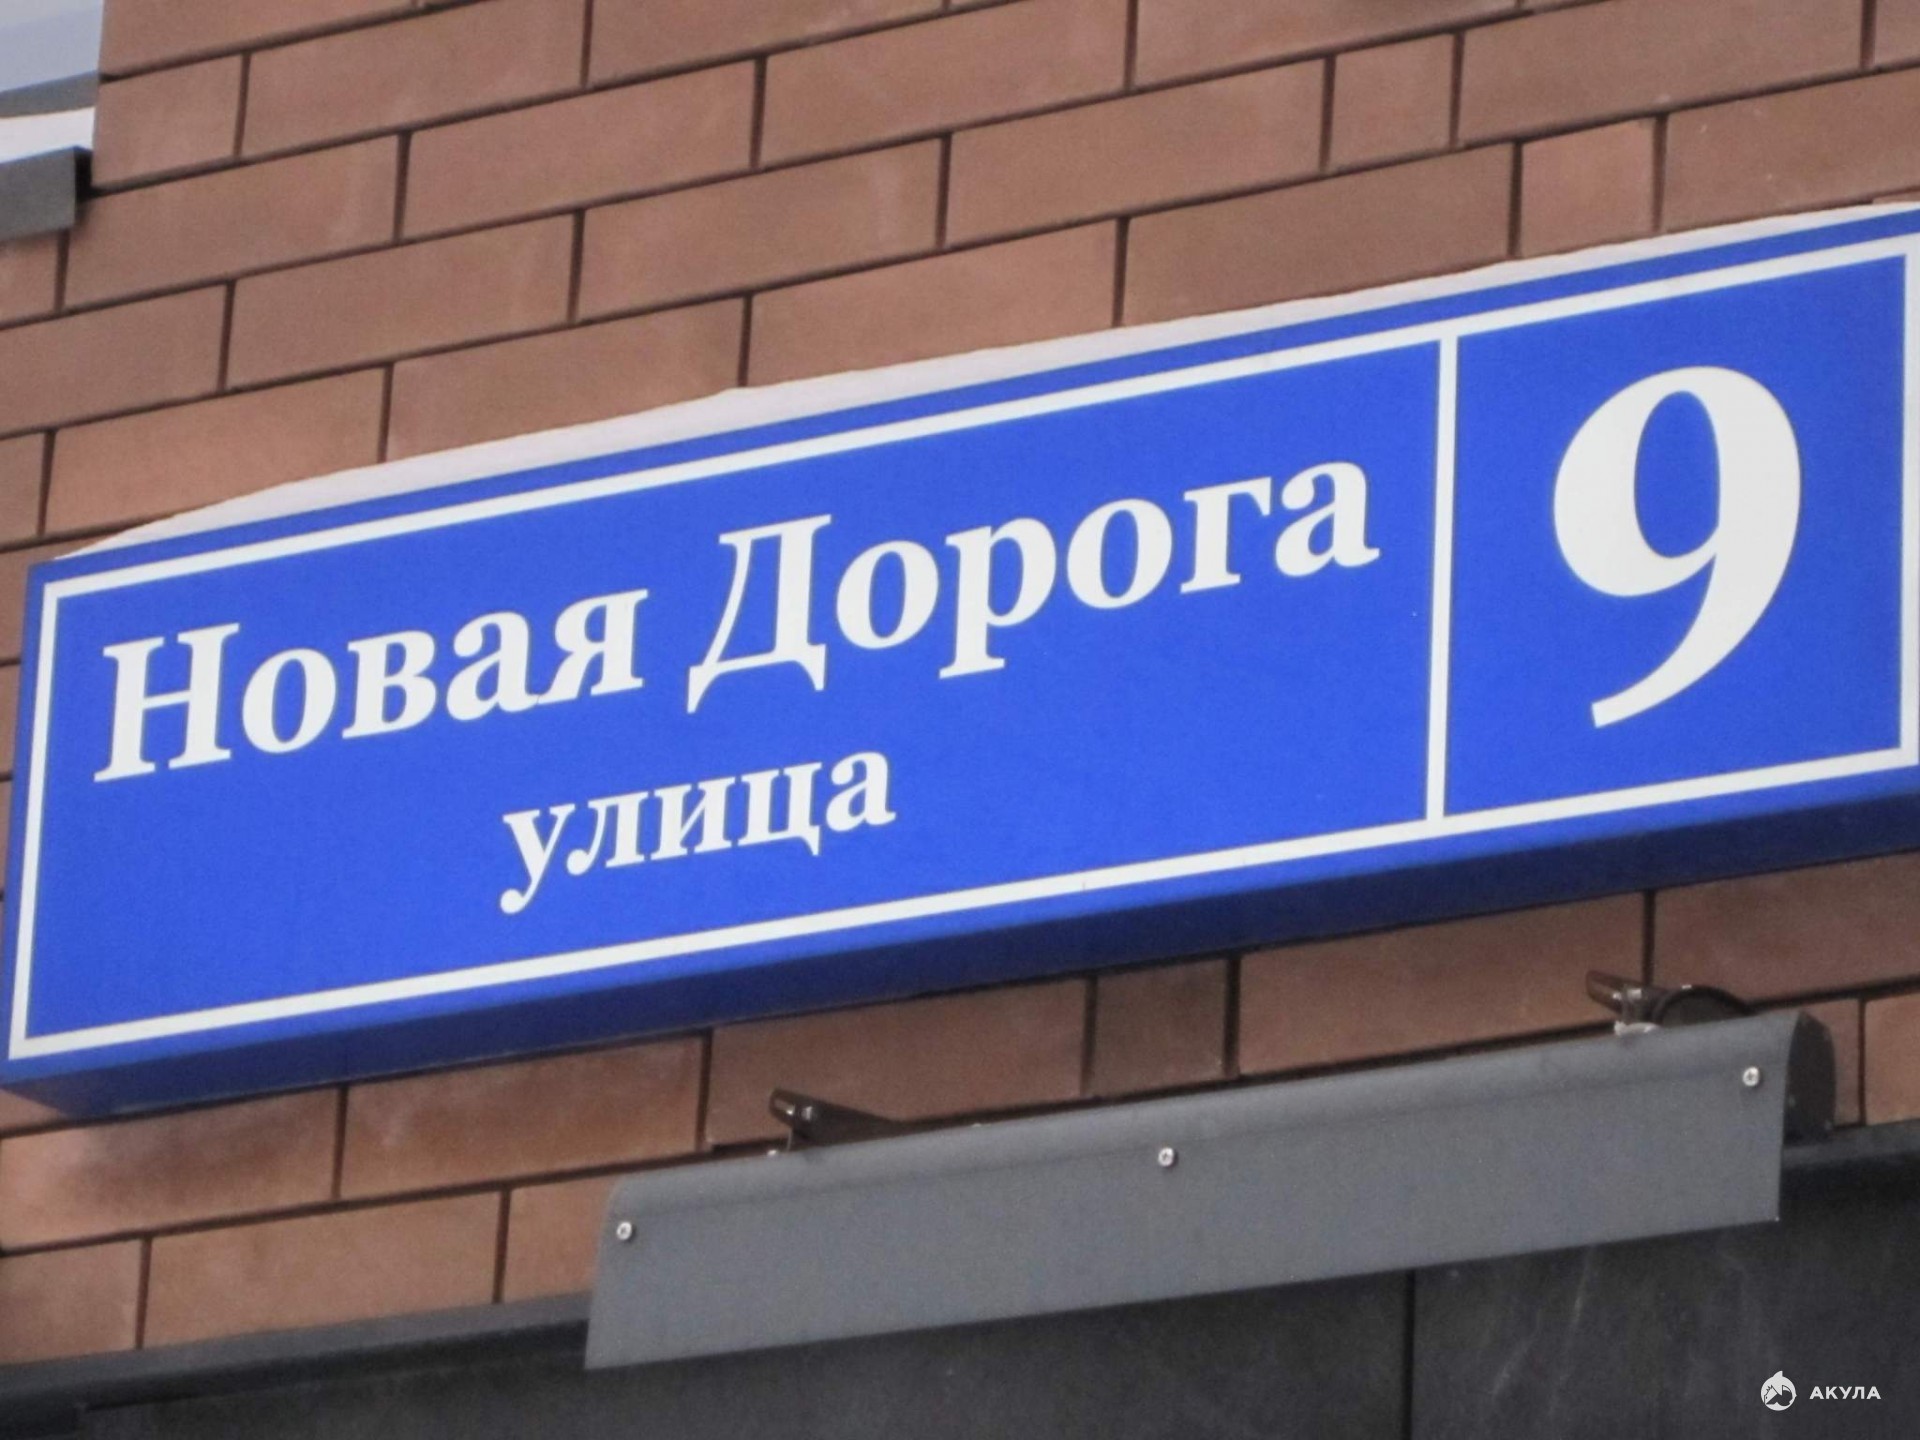 Новая Дорога
улица
9
АКУЛА